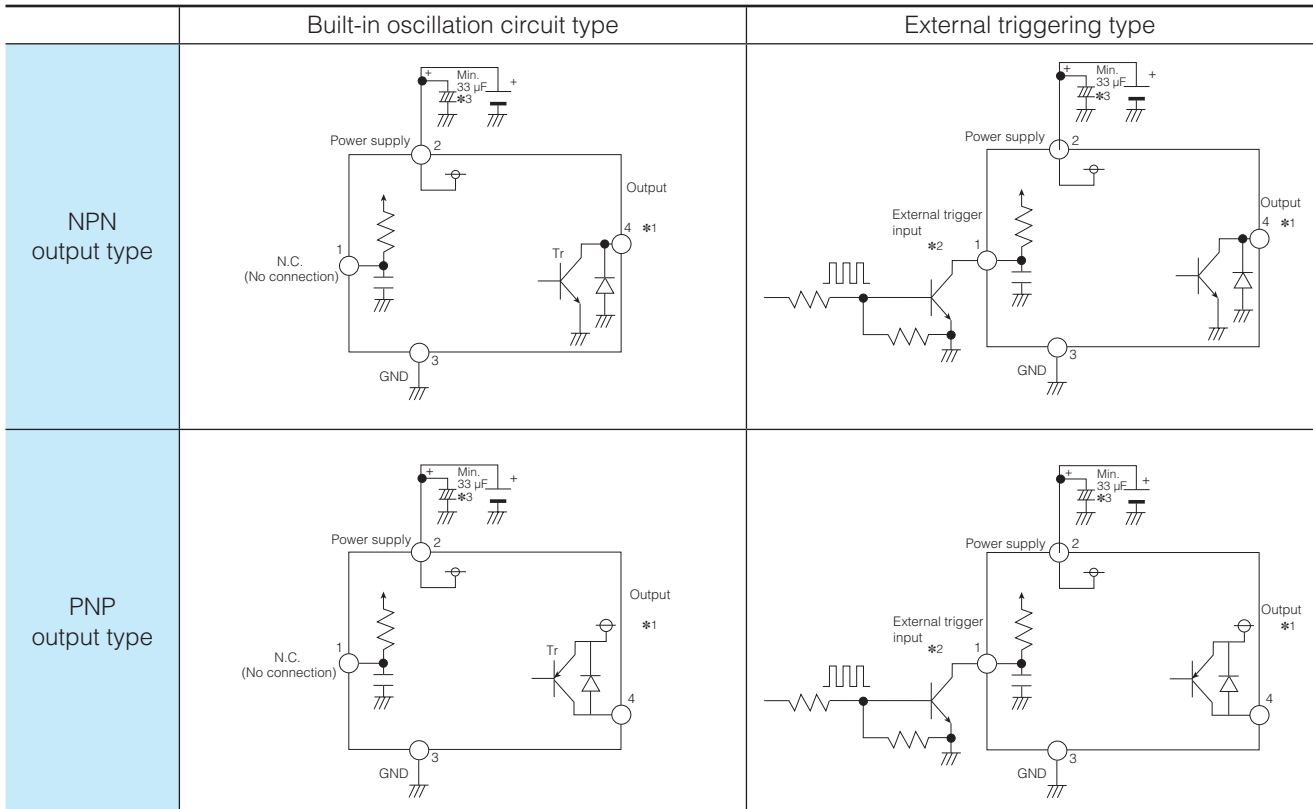 Built-in oscillation circuit type
External triggering type
NPN
output type
+
Min.
33 µF
✽3
+
Power supply
2
Output
4
✽1
Tr
1
N.C.
(No connection)
3
GND
+
Min.
33 µF
✽3
+
Power supply
2
Output
4
✽1
External trigger
input
✽2
1
3
GND
PNP
output type
+
Min.
33 µF
✽3
+
Power supply
2
Output
✽1
Tr
1
N.C.
(No connection)
4
3
GND
+
Min.
33 µF
✽3
+
Power supply
2
Output
✽1
External trigger
input
✽2
1
4
3
GND